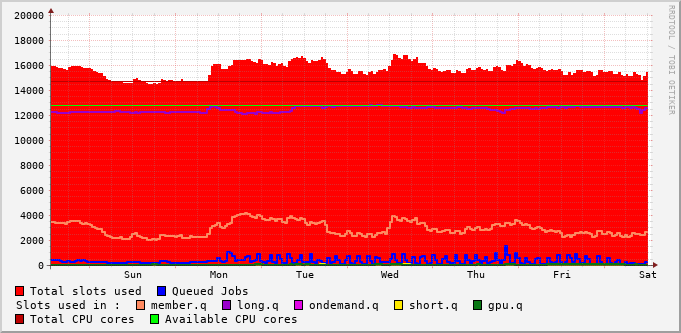 20000
18000
16000
14000
12000
10000
8000
6000
4000
2000
0
Sun Mon Tue Wed Thu Fri Sat
RRDTOOL / TOBI OETIKER
Total slots used Queued Jobs
Slots used in : member.q long.q ondemand.q short.q gpu.q
Total CPU cores Available CPU cores